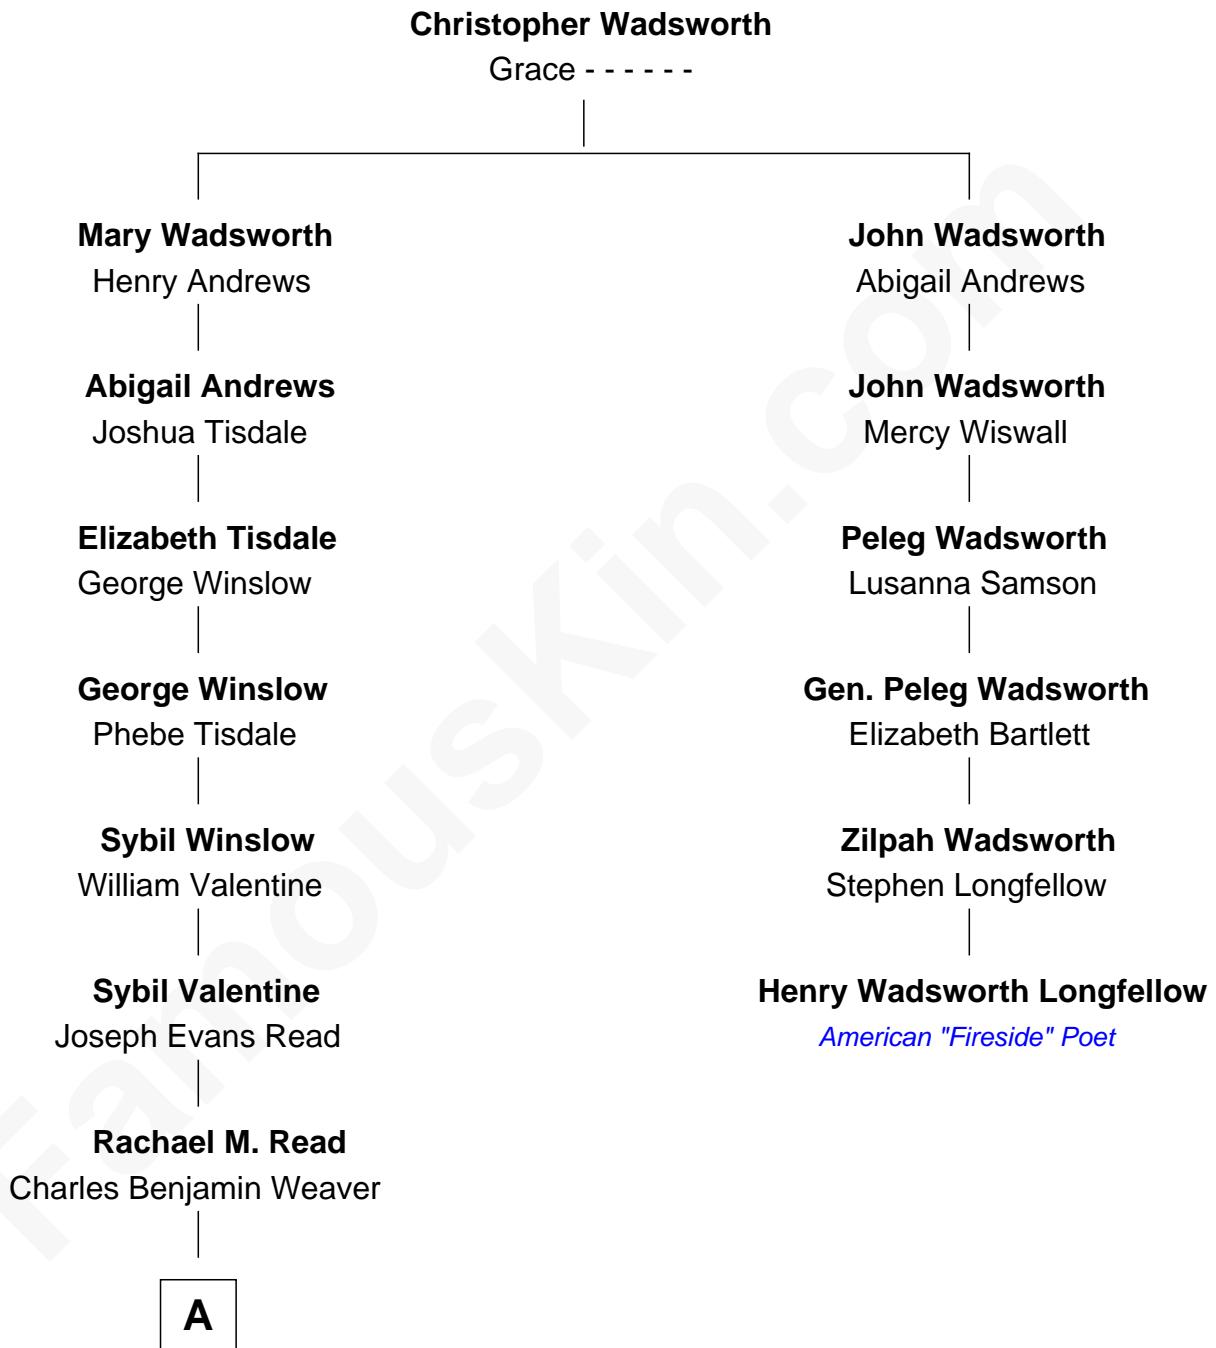 Christopher Wadsworth
Grace - - - - - -
Mary Wadsworth
Henry Andrews
John Wadsworth
Abigail Andrews
Abigail Andrews
Joshua Tisdale
John Wadsworth
Mercy Wiswall
Elizabeth Tisdale
George Winslow
Peleg Wadsworth
Lusanna Samson
George Winslow
Phebe Tisdale
Gen. Peleg Wadsworth
Elizabeth Bartlett
Sybil Winslow
William Valentine
Zilpah Wadsworth
Stephen Longfellow
Sybil Valentine
Joseph Evans Read
Henry Wadsworth Longfellow
American "Fireside" Poet
Rachael M. Read
Charles Benjamin Weaver
A
FamousKin.com